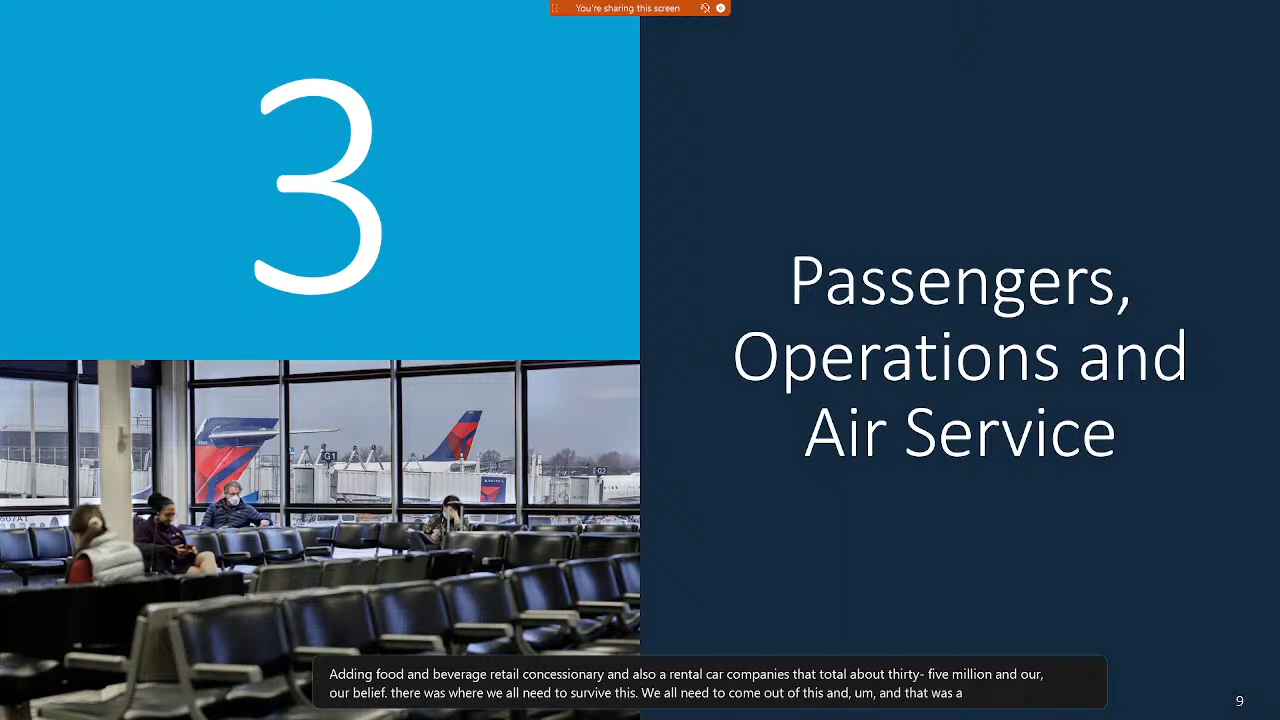 You're sharing this screen
3
Passengers,
Operations and
Air Service
G1
G2
Adding food and beverage retail concessionary and also a rental car companies that total about thirty- five million and our,
our belief. there was where we all need to survive this. We all need to come out of this and, um, and that was a
9